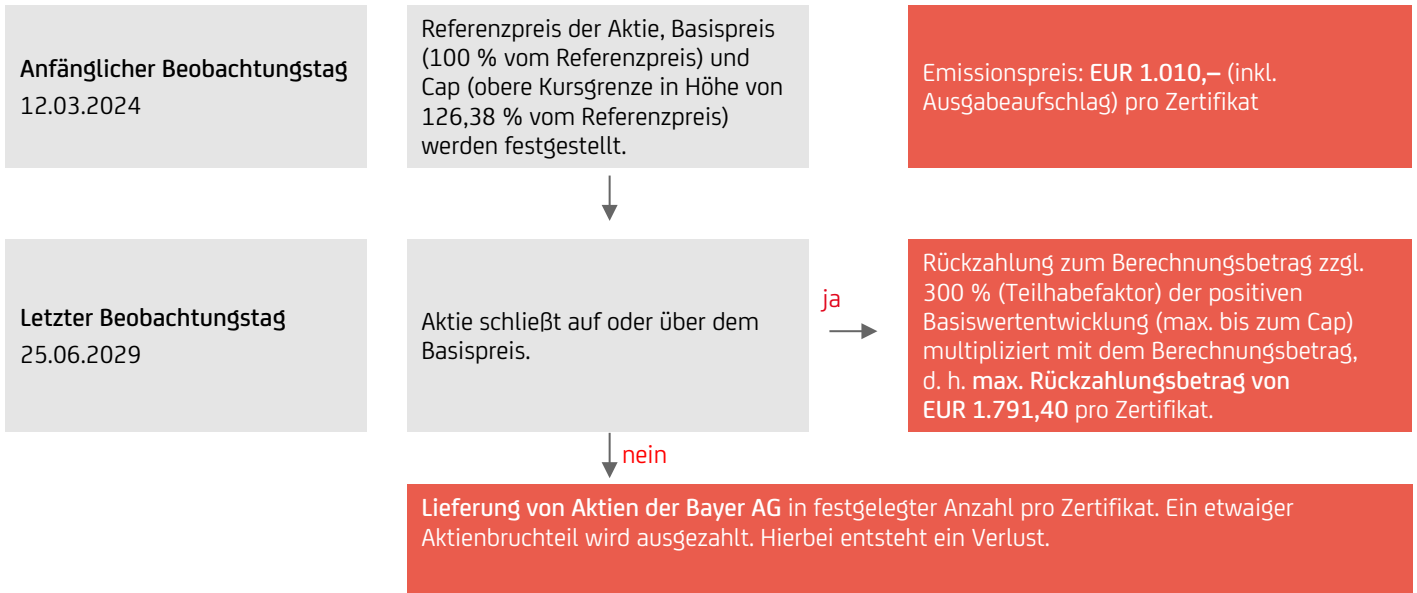 Anfänglicher Beobachtungstag
12.03.2024
Referenzpreis der Aktie, Basispreis
(100 % vom Referenzpreis) und
Cap (obere Kursgrenze in Höhe von
126,38 % vom Referenzpreis)
werden festgestellt.
Emissionspreis: EUR 1.010,– (inkl.
Ausgabeaufschlag) pro Zertifikat
Letzter Beobachtungstag
25.06.2029
Aktie schließt auf oder über dem
Basispreis.
ja
Rückzahlung zum Berechnungsbetrag zzgl.
300 % (Teilhabefaktor) der positiven
Basiswertentwicklung (max. bis zum Cap)
multipliziert mit dem Berechnungsbetrag,
d. h. max. Rückzahlungsbetrag von
EUR 1.791,40 pro Zertifikat.
nein
Lieferung von Aktien der Bayer AG in festgelegter Anzahl pro Zertifikat. Ein etwaiger
Aktienbruchteil wird ausgezahlt. Hierbei entsteht ein Verlust.